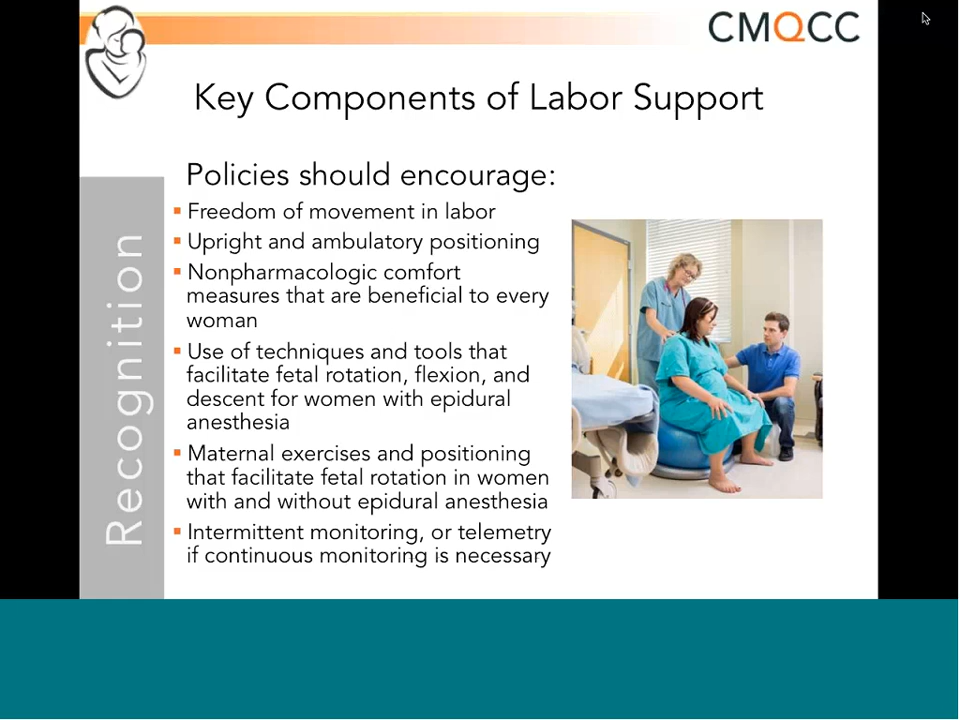 CMQCC
Key Components of Labor Support
Recognition
Policies should encourage:
▪ Freedom of movement in labor
▪ Upright and ambulatory positioning
▪ Nonpharmacologic comfort
measures that are beneficial to every
woman
▪ Use of techniques and tools that
facilitate fetal rotation, flexion, and
descent for women with epidural
anesthesia
▪ Maternal exercises and positioning
that facilitate fetal rotation in women
with and without epidural anesthesia
▪ Intermittent monitoring, or telemetry
if continuous monitoring is necessary